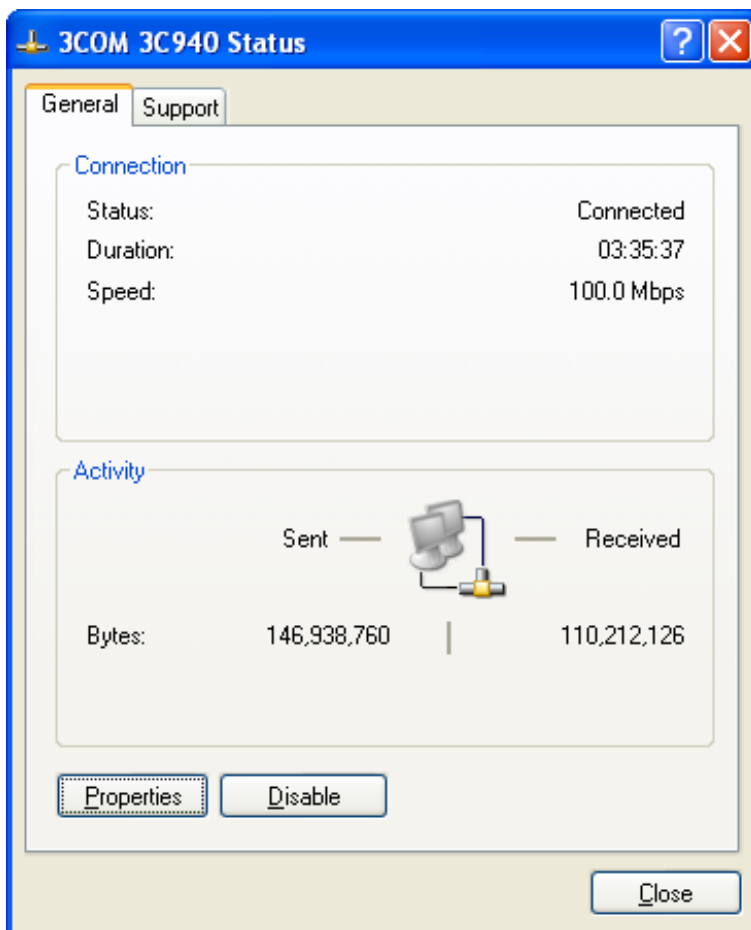 3COM 3C940 Status
General Support
Connection
Status: Connected
Duration: 03:35:37
Speed: 100.0 Mbps
Activity
Sent Received
Bytes: 146,938,760 110,212,126
Properties Disable
Close